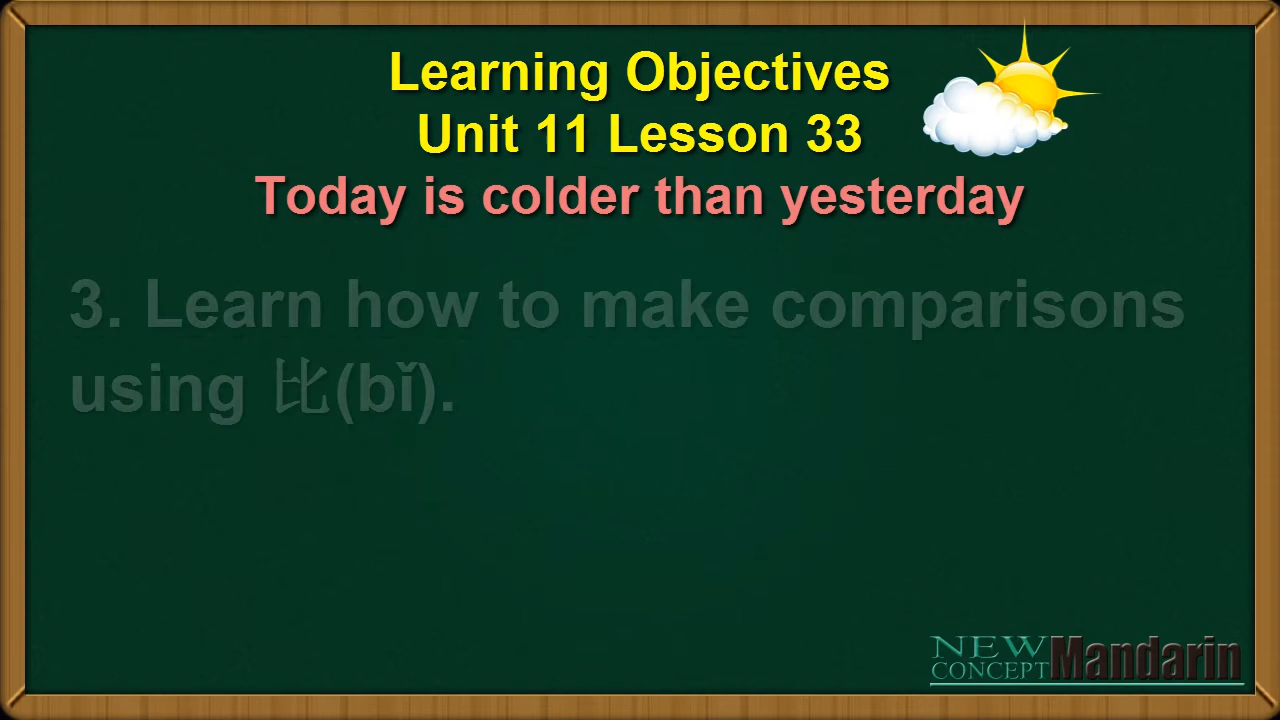 Learning Objectives
Unit 11 Lesson 33
Today is colder than yesterday
3. Learn how to make comparisons
using 比(bǐ).
NEW
CONCEPT Mandarin